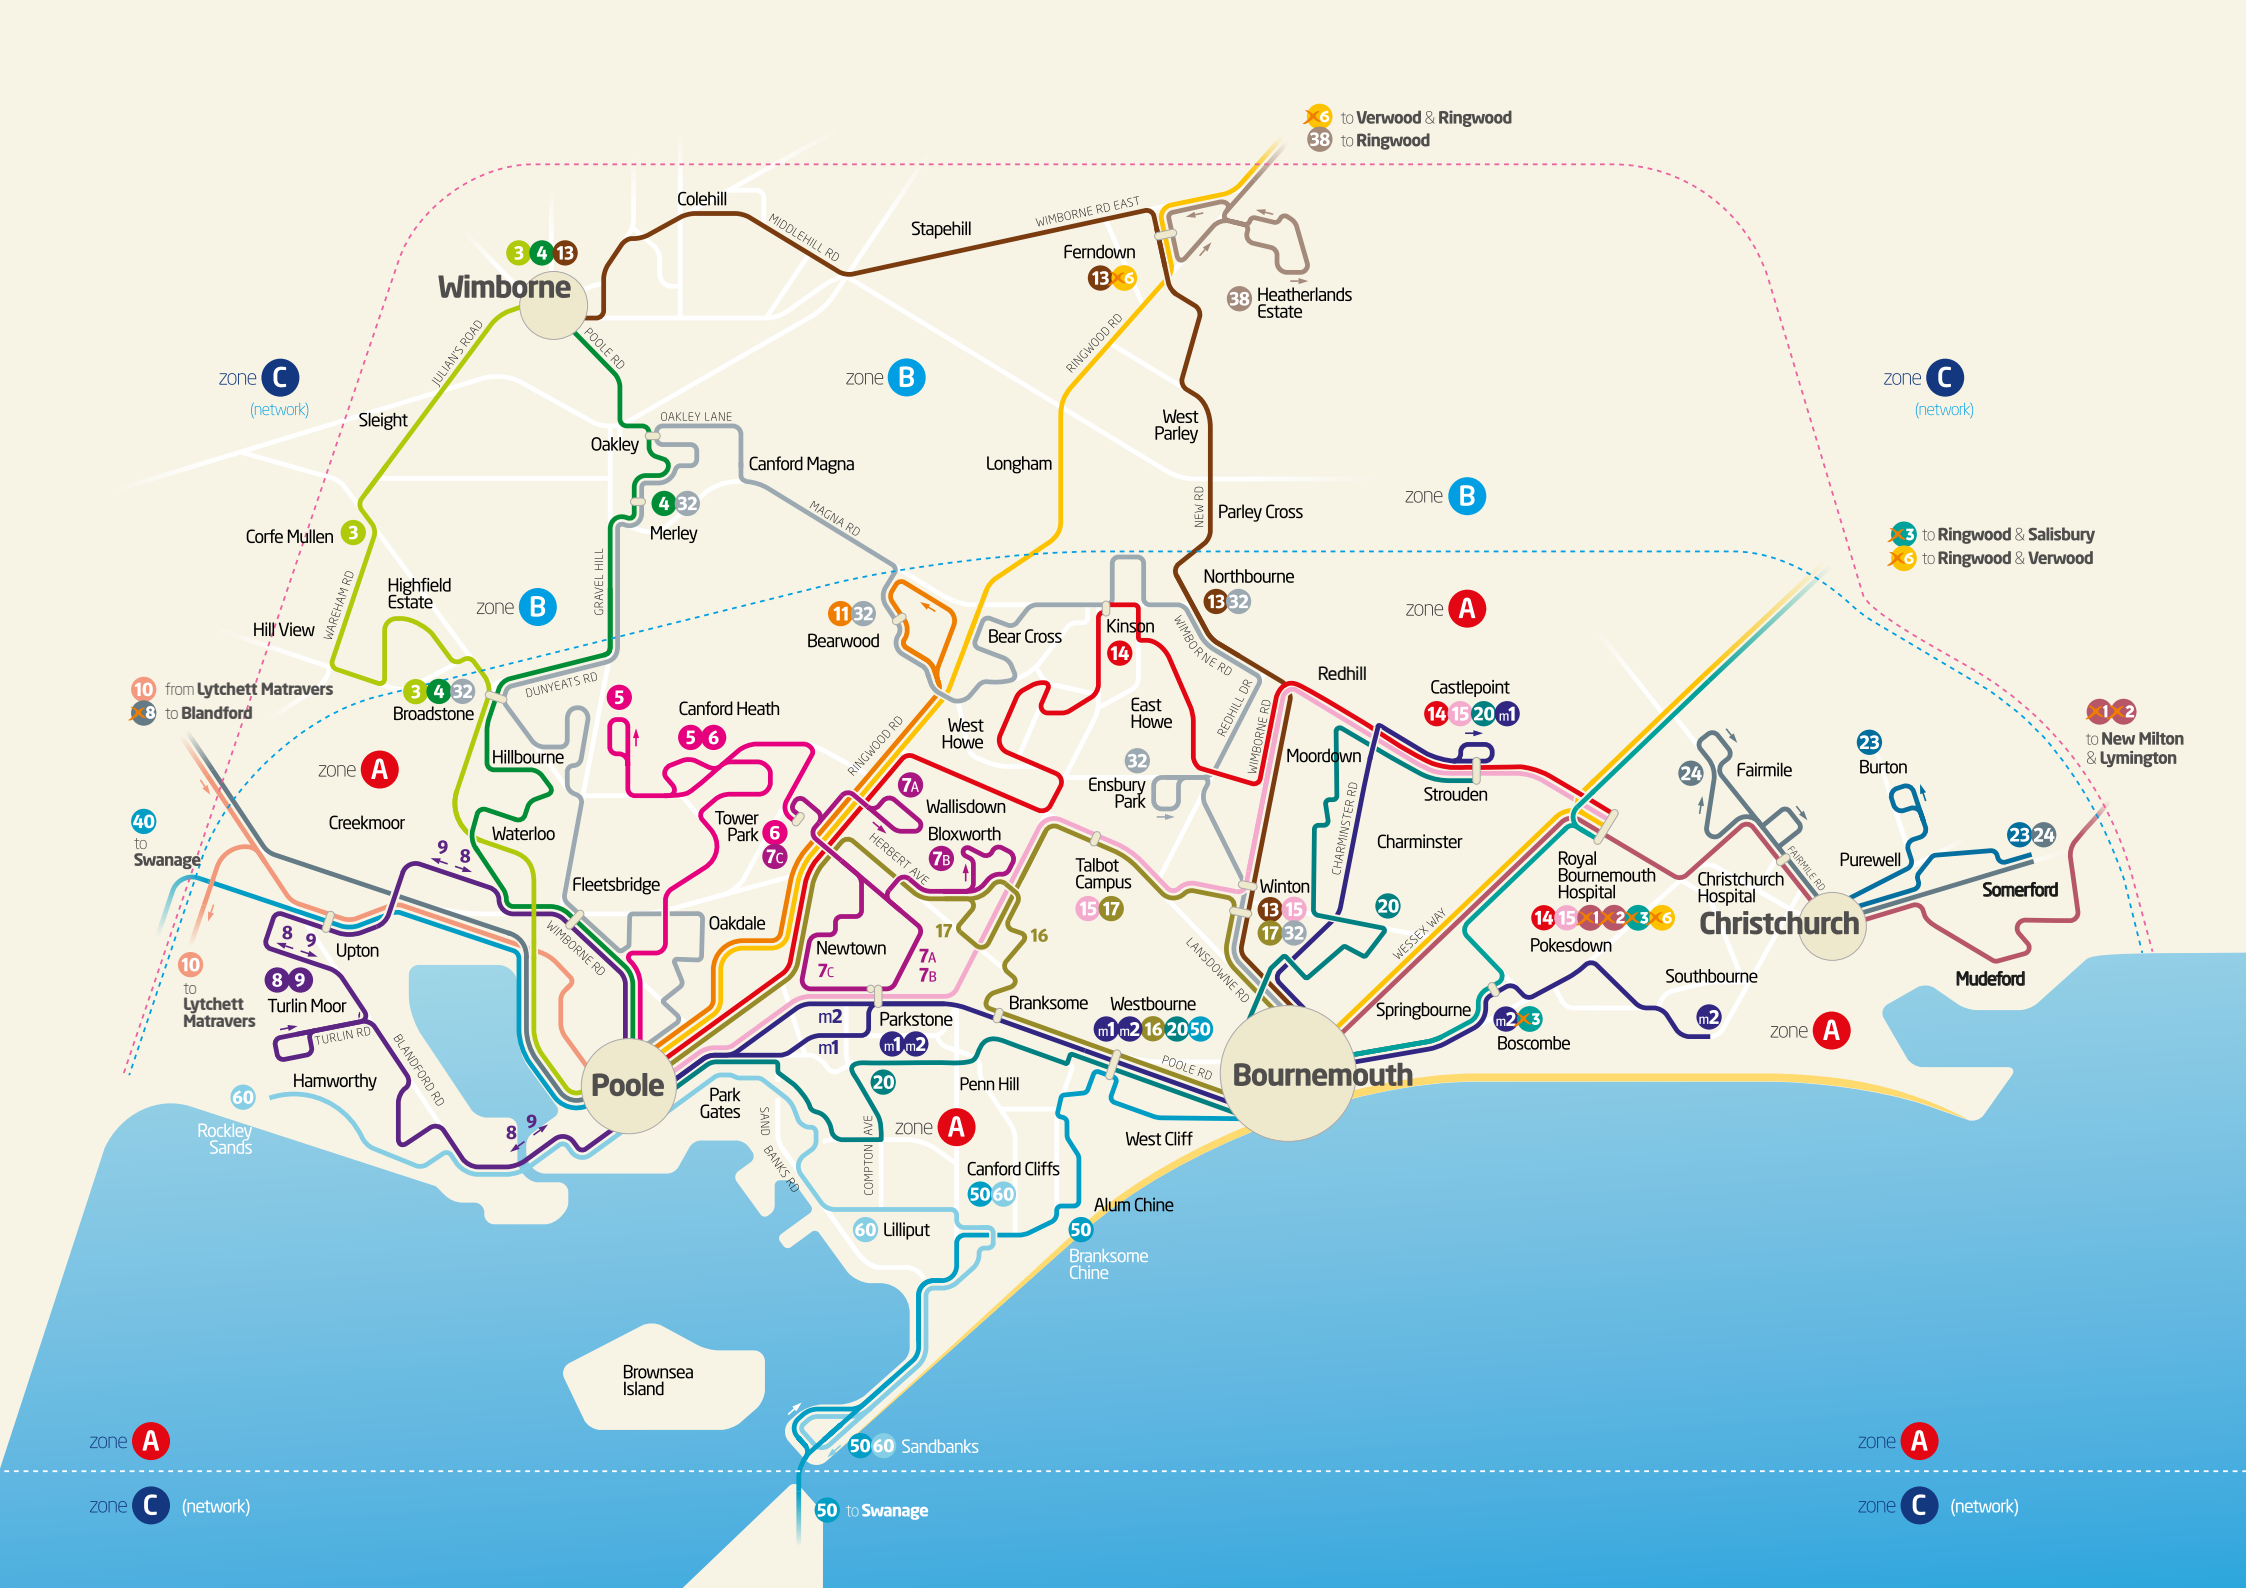 X6 to Verwood & Ringwood
38 to Ringwood
Colehill
MIDDLEHILL RD
Stapehill
WIMBORNE RD EAST
3 4 13
Wimborne
Ferndown
13 X6
38 Heatherlands
Estate
JULIAN'S ROAD
POOLE RD
RINGWOOD RD
zone C
(network)
zone B
zone C
(network)
Sleight
OAKLEY LANE
Oakley
Canford Magna
Longham
West
Parley
zone B
4 32
Merley
MAGNA RD
NEW RD
Parley Cross
Corfe Mullen 3
X3 to Ringwood & Salisbury
X6 to Ringwood & Verwood
WAREHAM RD
Highfield
Estate
zone B
GRAVEL HILL
Northbourne
13 32
zone A
11 32
Bearwood
Hill View
Bear Cross
Kinson
14
WIMBORNE RD
Redhill
10 from Lytchett Matravers
X8 to Blandford
3 4 32
Broadstone
DUNYEATS RD
5
Canford Heath
5 6
RINGWOOD RD
West
Howe
East
Howe
REDHILL DR
WIMBORNE RD
Castlepoint
14 15 20 m1
X1 X2
to New Milton
& Lymington
zone A
Hillbourne
32
Ensbury
Park
Moordown
Strouden
24
Fairmile
23
Burton
40
to
Swanage
Creekmoor
Waterloo
Tower
Park 6
7C
7A
Wallisdown
Bloxworth
7B
HERBERT AVE
CHARMINSTER RD
Charminster
Royal
Bournemouth
Hospital
14 15 X1 X2 X3 X6
Pokesdown
FAIRMILE RD
Purewell
23 24
Somerford
9 8
Fleetsbridge
Talbot
Campus
15 17
Winton
13 15
17 32
20
Christchurch
Hospital
Christchurch
8 9
Upton
WIMBORNE RD
Oakdale
Newtown
7C
7A
7B
17
16
LANSDOWNE RD
WESSEX WAY
Southbourne
Mudeford
10
to
Lytchett
Matravers
8 9
Turlin Moor
TURLIN RD
BLANDFORD RD
m2
m1
Parkstone
m1 m2
Branksome
Westbourne
m1 m2 16 20 50
Springbourne
m2 X3
Boscombe
m2
zone A
Hamworthy
60
Rockley
Sands
8 9
Poole
Park
Gates
20
Penn Hill
POOLE RD
Bournemouth
SAND BANKS RD
COMPTON AVE
zone A
West Cliff
Canford Cliffs
50 60
Alum Chine
50
Branksome
Chine
60 Lilliput
Brownsea
Island
50 60 Sandbanks
zone A
zone A
zone C (network)
50 to Swanage
zone C (network)